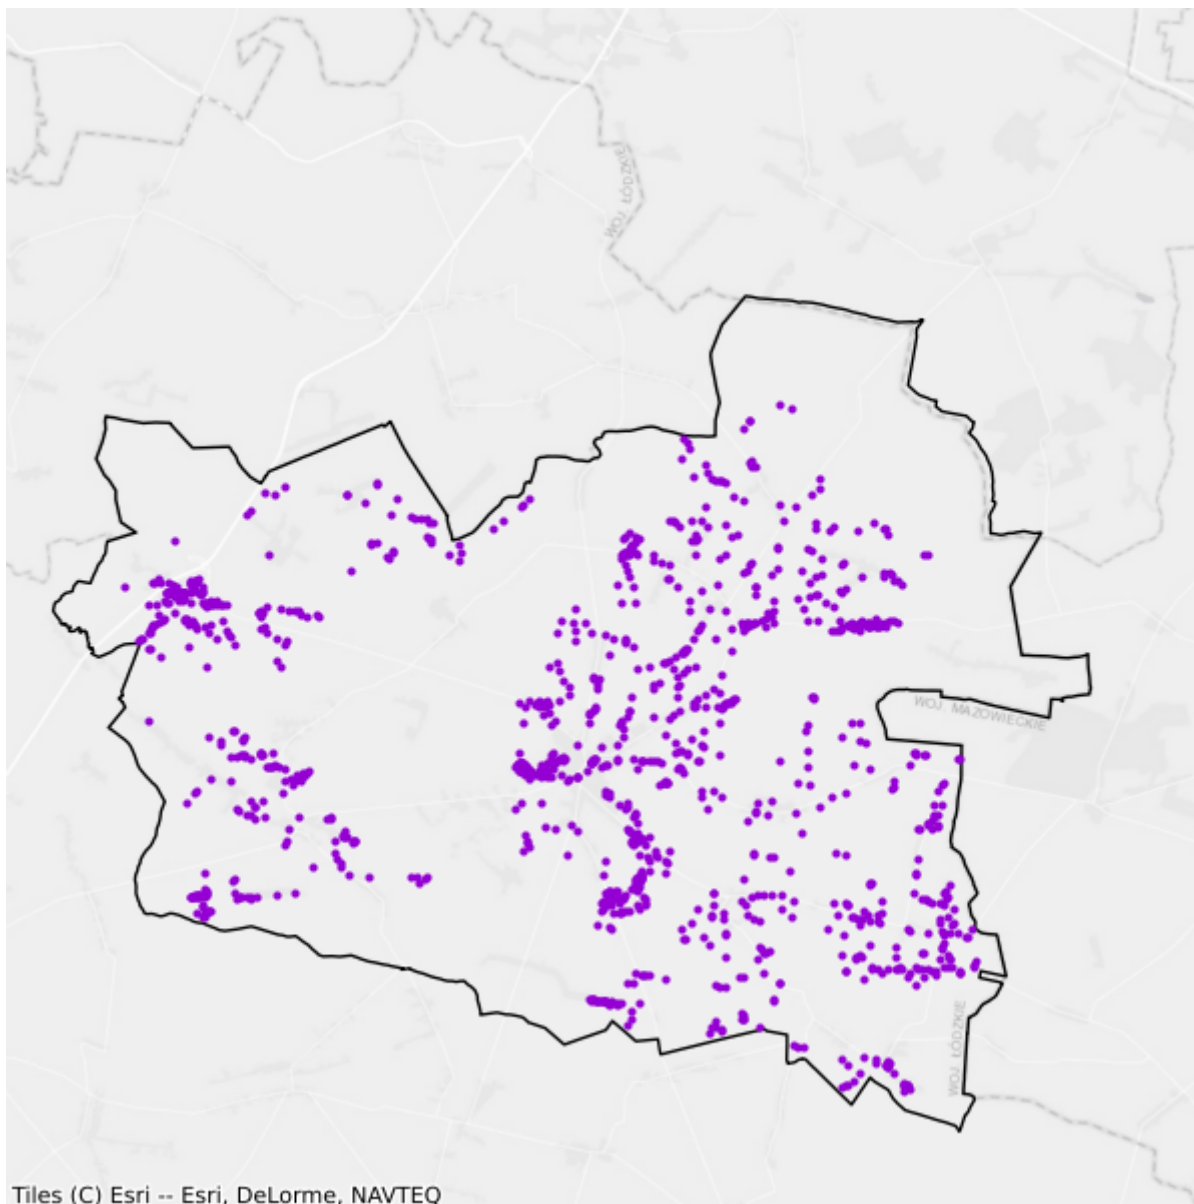 WOJ. ŁÓDZKIE
WOJ. MAZOWIECKIE
WOJ. ŁÓDZKIE
Tiles (C) Esri -- Esri, DeLorme, NAVTEQ